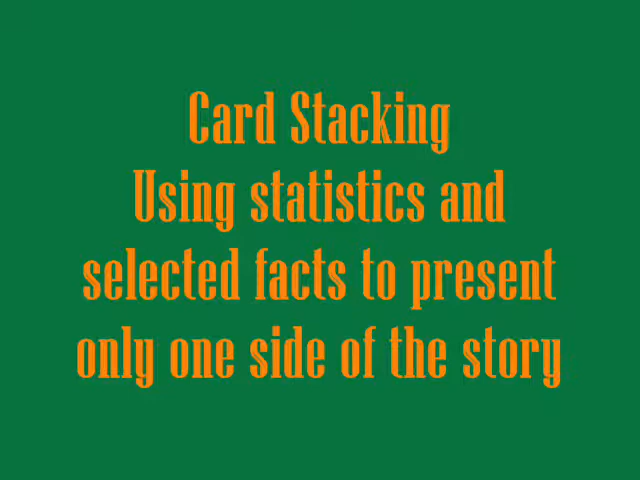 Card Stacking
Using statistics and
selected facts to present
only one side of the story